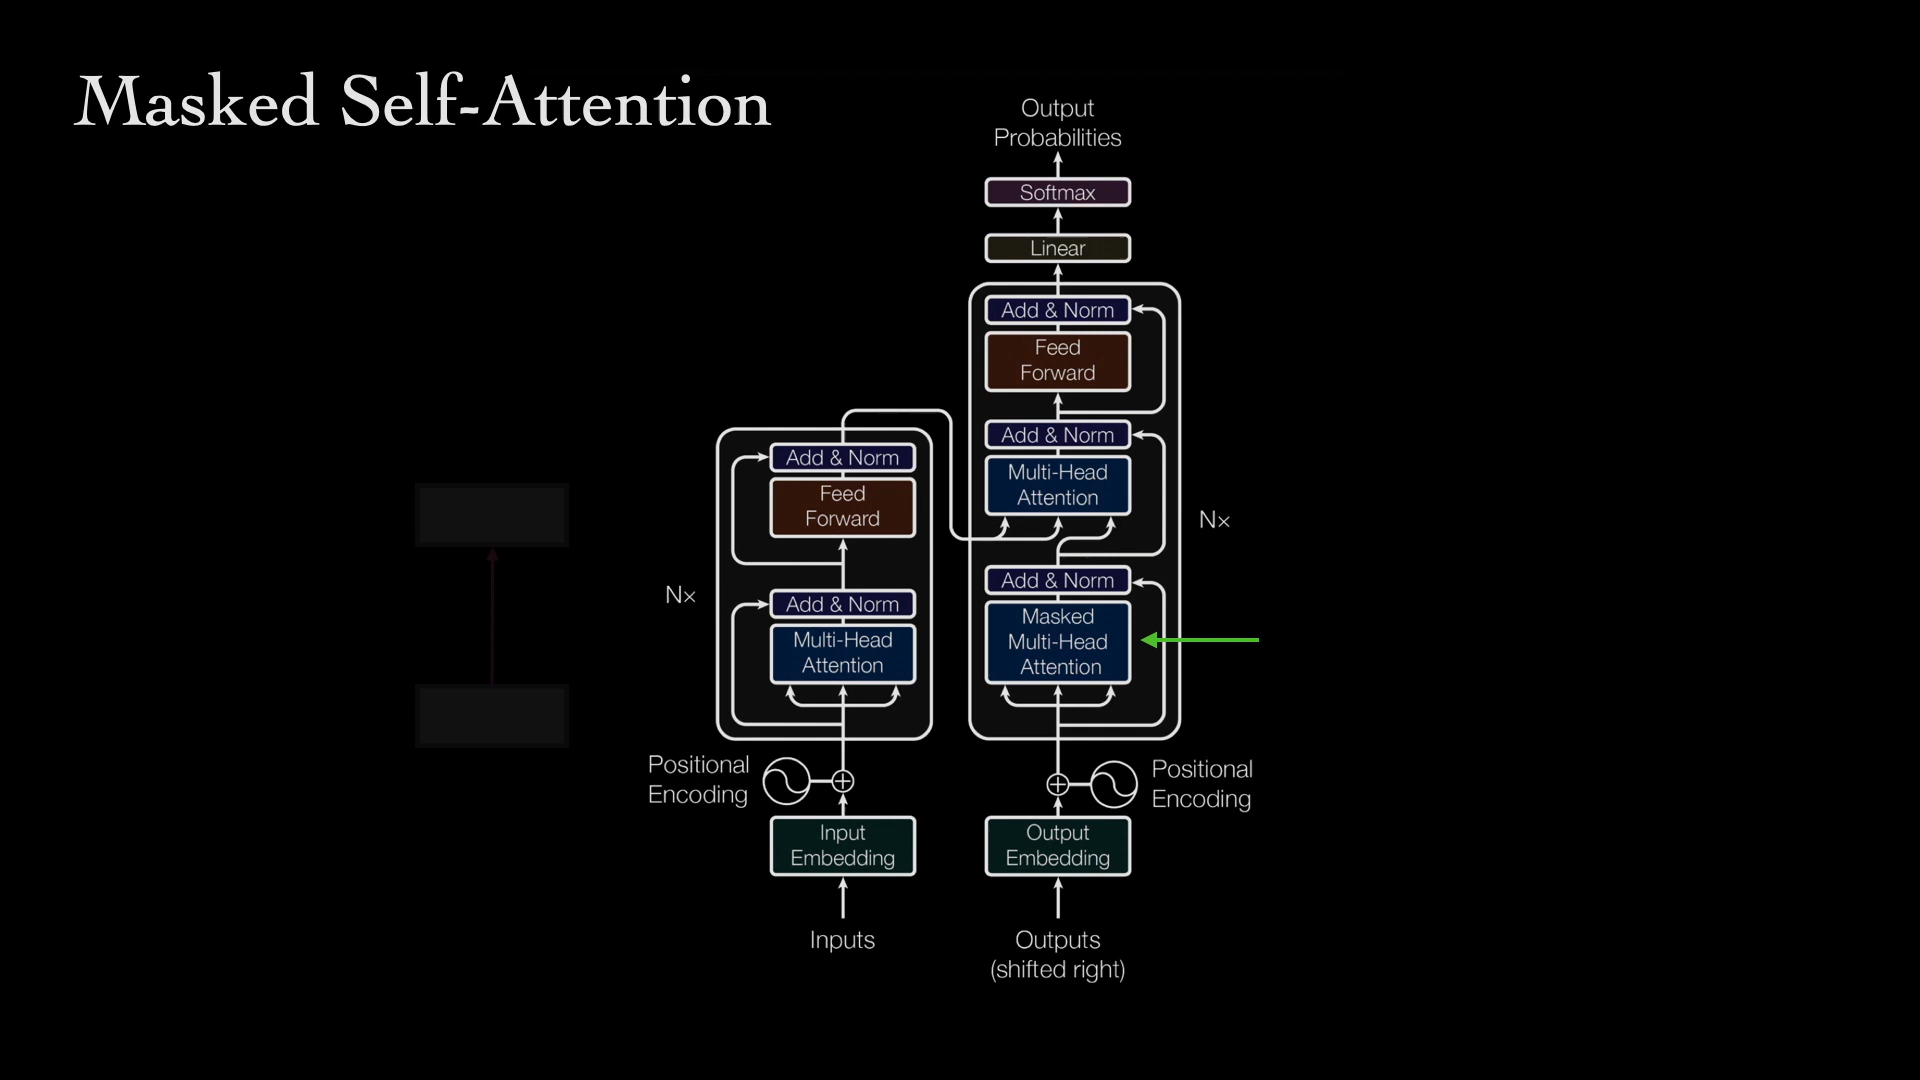 Masked Self-Attention
Output
Probabilities
Softmax
Linear
Add & Norm
Feed
Forward
Add & Norm
Multi-Head
Attention
N×
Add & Norm
Masked
Multi-Head
Attention
Add & Norm
Feed
Forward
N×
Add & Norm
Multi-Head
Attention
Positional
Encoding
Positional
Encoding
Input
Embedding
Output
Embedding
Inputs
Outputs
(shifted right)